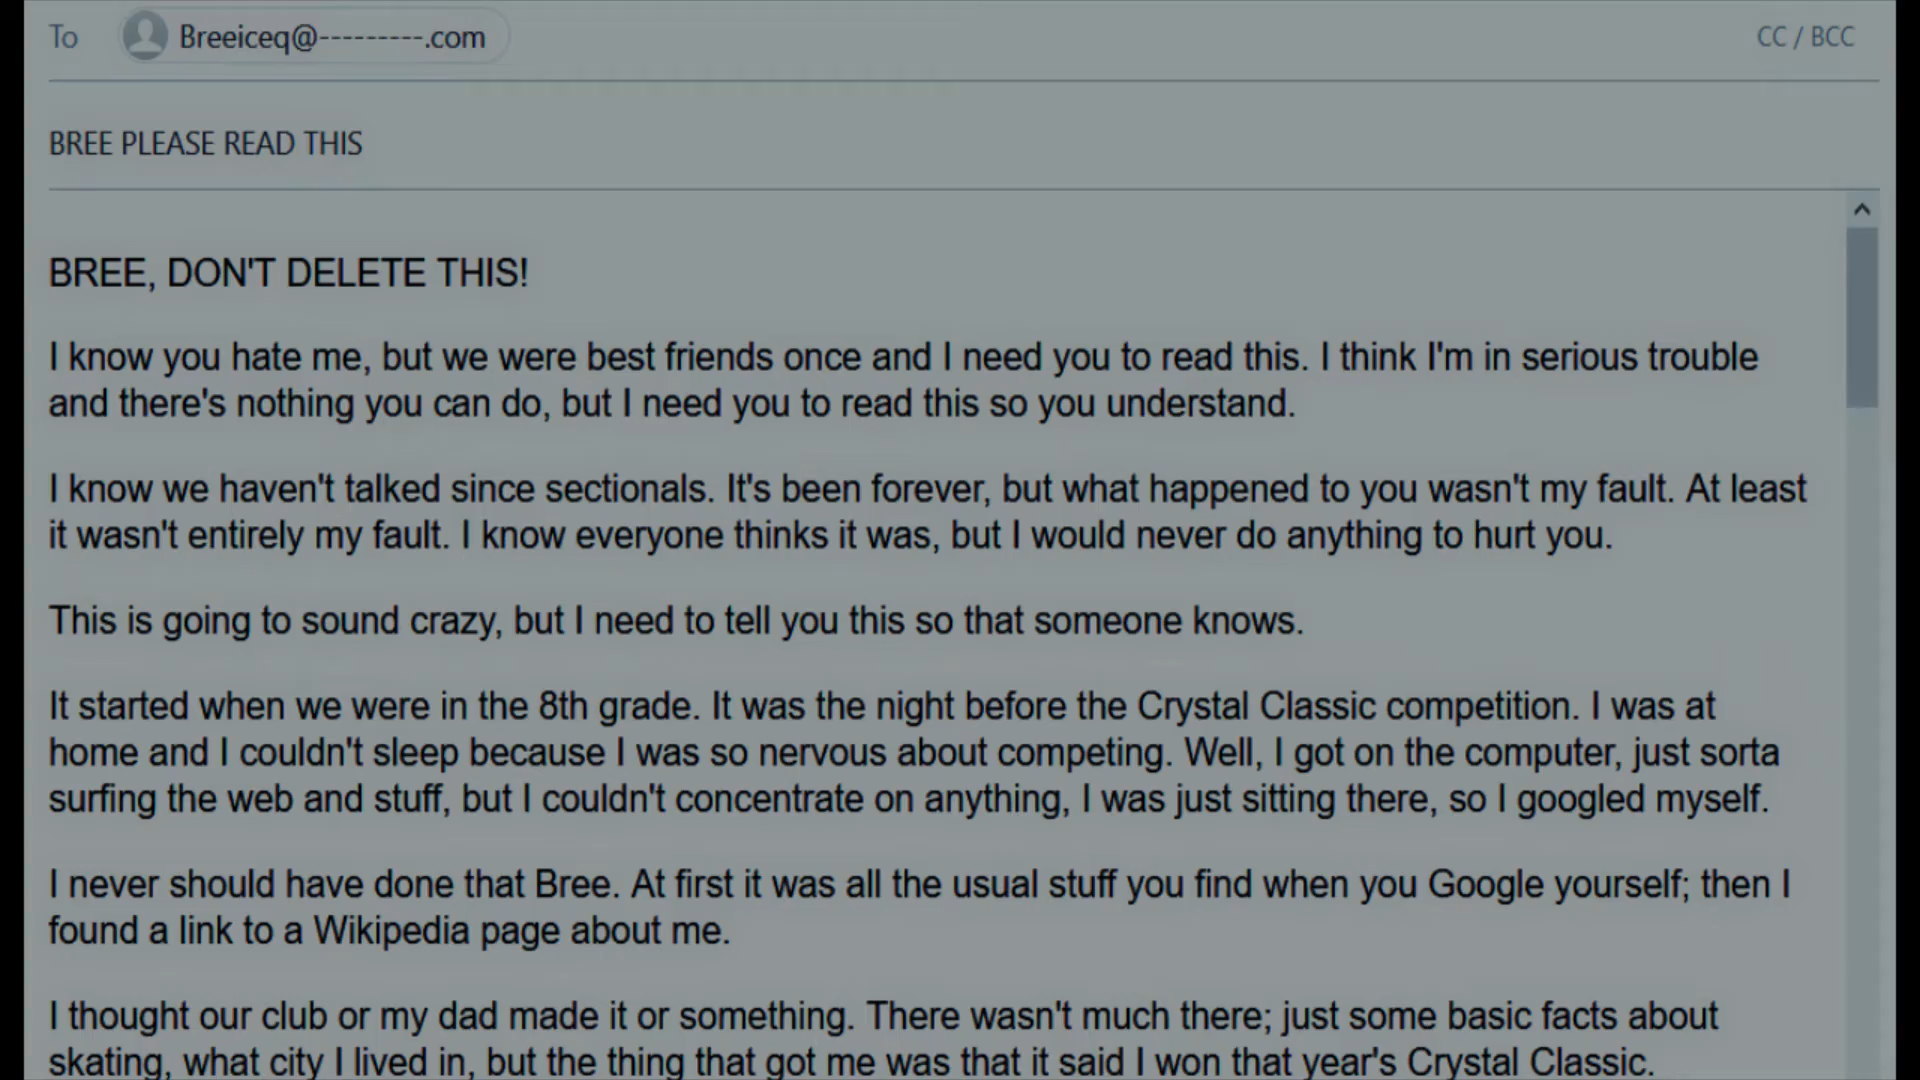 To Breeiceq@---------.com CC / BCC
BREE PLEASE READ THIS
BREE, DON'T DELETE THIS!
I know you hate me, but we were best friends once and I need you to read this. I think I'm in serious trouble
and there's nothing you can do, but I need you to read this so you understand.
I know we haven't talked since sectionals. It's been forever, but what happened to you wasn't my fault. At least
it wasn't entirely my fault. I know everyone thinks it was, but I would never do anything to hurt you.
This is going to sound crazy, but I need to tell you this so that someone knows.
It started when we were in the 8th grade. It was the night before the Crystal Classic competition. I was at
home and I couldn't sleep because I was so nervous about competing. Well, I got on the computer, just sorta
surfing the web and stuff, but I couldn't concentrate on anything, I was just sitting there, so I googled myself.
I never should have done that Bree. At first it was all the usual stuff you find when you Google yourself; then I
found a link to a Wikipedia page about me.
I thought our club or my dad made it or something. There wasn't much there; just some basic facts about
skating, what city I lived in, but the thing that got me was that it said I won that year's Crystal Classic.